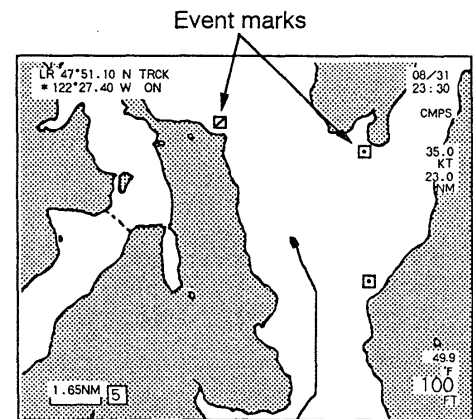 Event marks
LR 47°51.10 N TRCK
* 122°27.40 W ON
08/31
23:30
CMPS
35.0
KT
23.0
NM
49.9
°F
100
FT
1.65NM
5